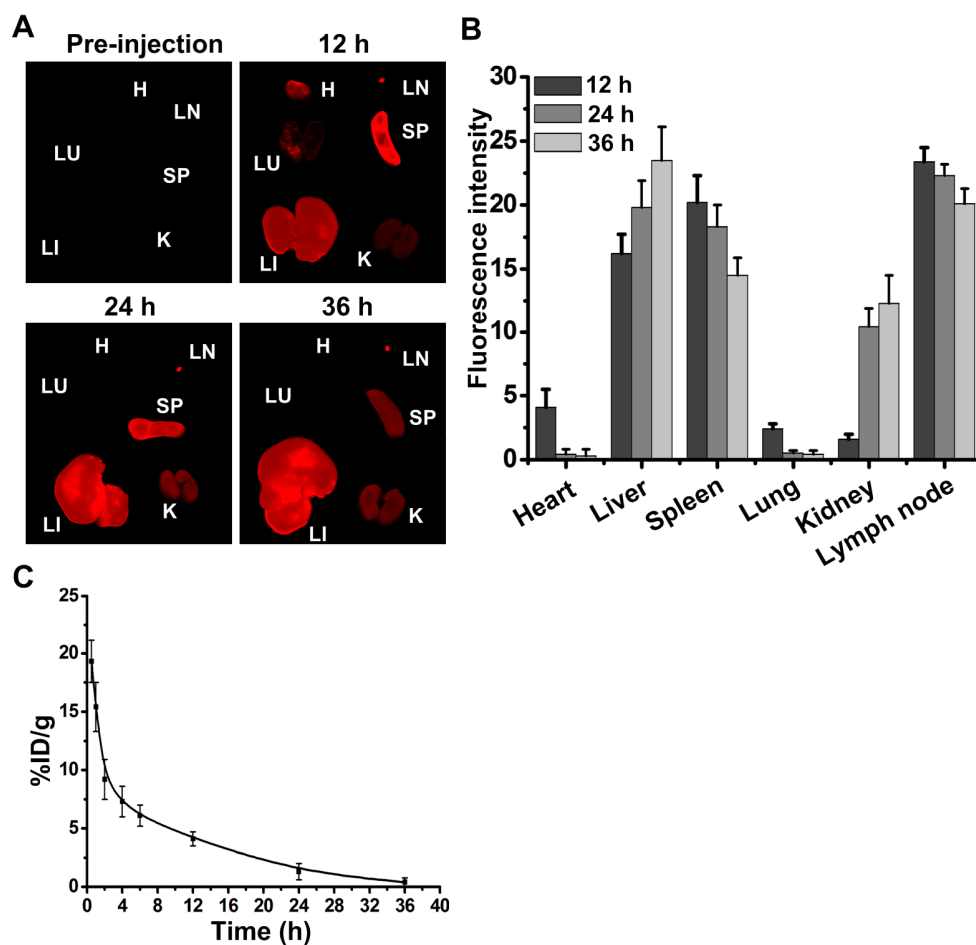 A
Pre-injection
12 h
H
LN
LU
SP
LI
K
H
LN
SP
LU
LI
K
24 h
36 h
H
LN
LU
SP
LI
K
H
LN
LU
SP
LI
K
B
Fluorescence intensity
30
25
20
15
10
5
0
12 h
24 h
36 h
Heart
Liver
Spleen
Lung
Kidney
Lymph node
C
%ID/g
25
20
15
10
5
0
0 4 8 12 16 20 24 28 32 36 40
Time (h)